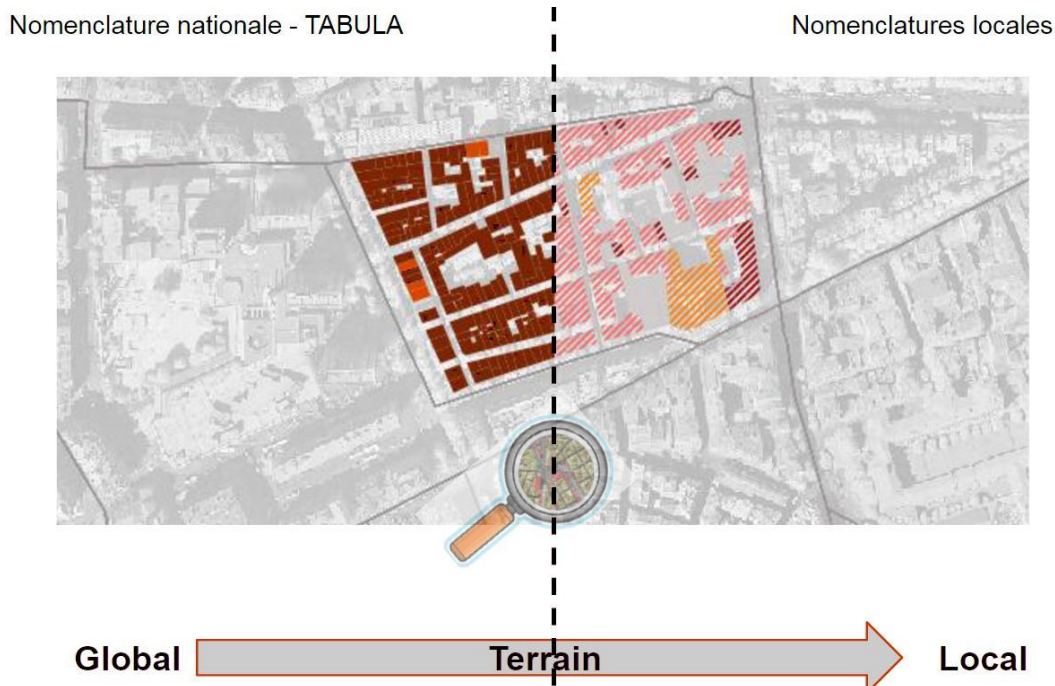 Nomenclature nationale - TABULA
Nomenclatures locales
Global
Terrain
Local